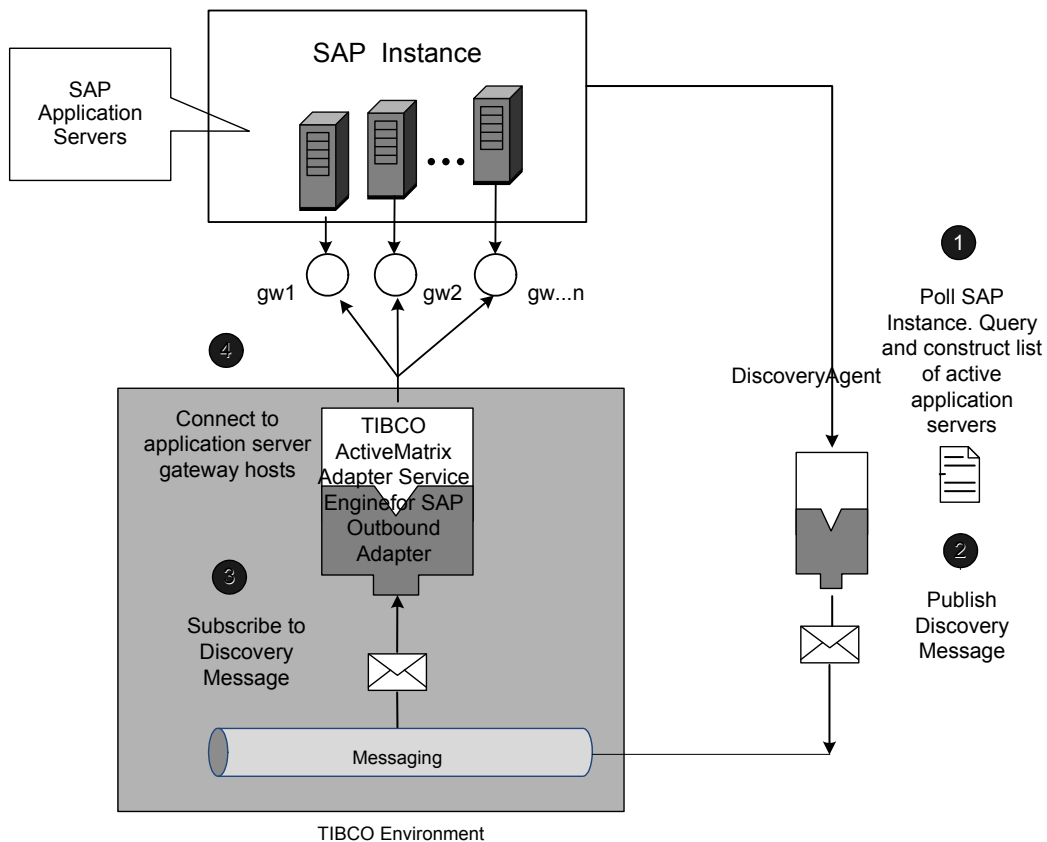 SAP Instance
SAP
Application
Servers
gw1
gw2
gw...n
1
Poll SAP
Instance. Query
and construct list
of active
application
servers
DiscoveryAgent
2
Publish
Discovery
Message
4
Connect to
application server
gateway hosts
TIBCO
ActiveMatrix
Adapter Service
Enginefor SAP
Outbound
Adapter
3
Subscribe to
Discovery
Message
Messaging
TIBCO Environment